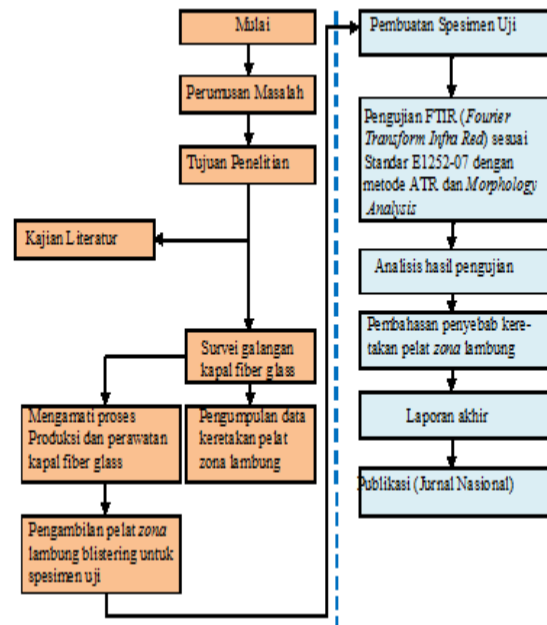 Mulai
Perumusan Masalah
Tujuan Penelitian
Kajian Literatur
Survei galangan
kapal fiber glass
Mengamati proses
Produksi dan perawatan
kapal fiber glass
Pengumpulan data
keretakan pelat
zona lambung
Pengambilan pelat zona
lambung blistering untuk
spesimen uji
Pembuatan Spesimen Uji
Pengujian FTIR (Fourier
Transform Infra Red) sesuai
Standar E1252-07 dengan
metode ATR dan Morphology
Analysis
Analisis hasil pengujian
Pembahasan penyebab kere-
takan pelat zona lambung
Laporan akhir
Publikasi (Jurnal Nasional)